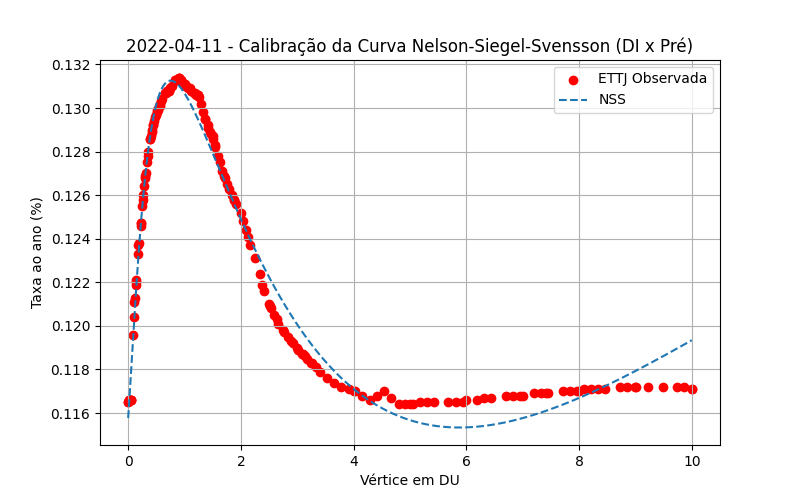 2022-04-11 - Calibração da Curva Nelson-Siegel-Svensson (DI x Pré)
ETTJ Observada
NSS
Taxa ao ano (%)
0.132
0.130
0.128
0.126
0.124
0.122
0.120
0.118
0.116
0 2 4 6 8 10
Vértice em DU